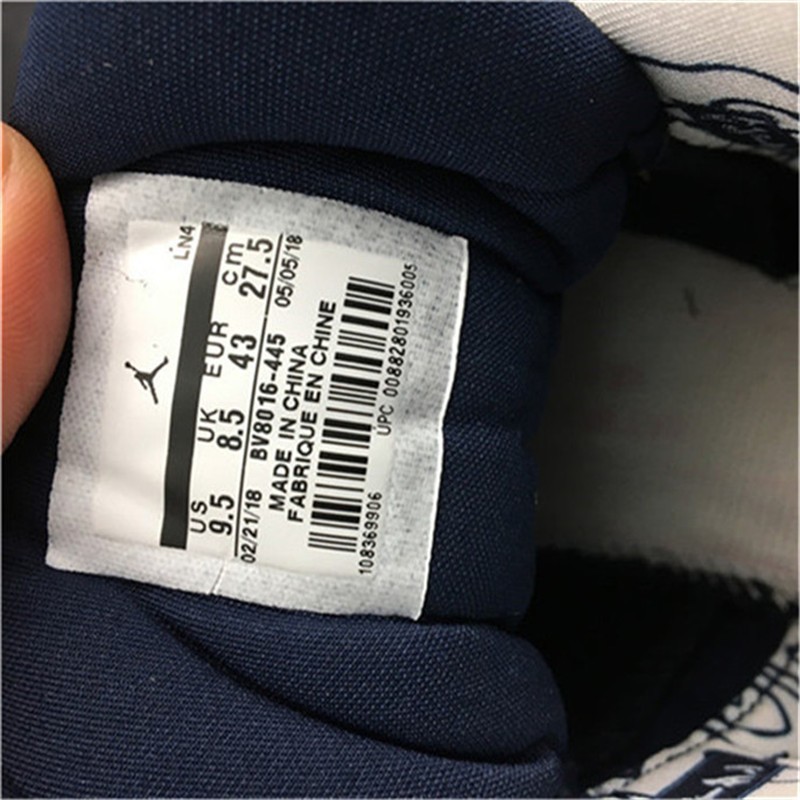 LN4
US UK EUR cm
9.5 8.5 43 27.5
02/21/18 BV8016-445 05/05/18
MADE IN CHINA
FABRIQUE EN CHINE
UPC 00882801936005
108369906